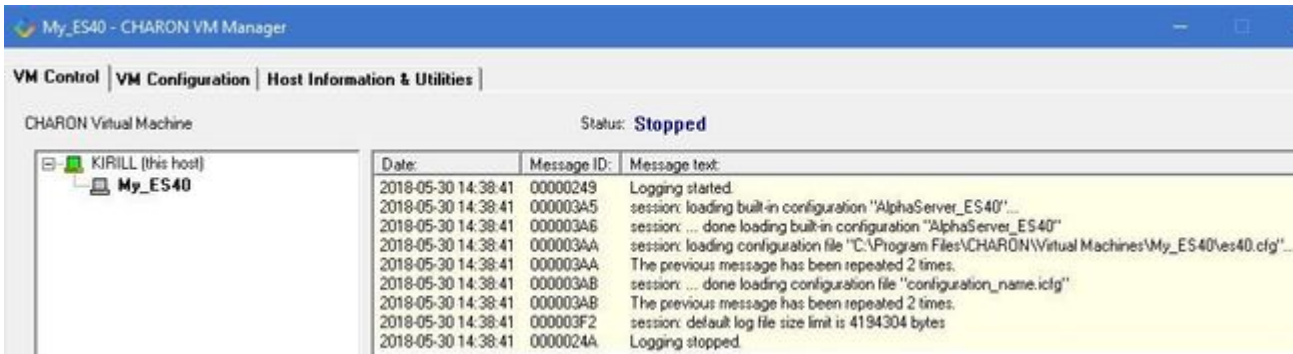 My_ES40 - CHARON VM Manager
VM Control VM Configuration Host Information & Utilities
CHARON Virtual Machine Status: Stopped
KIRILL (this host)
My_ES40
Date: Message ID: Message text:
2018-05-30 14:38:41 00000249 Logging started.
2018-05-30 14:38:41 000003A5 session: loading built-in configuration "AlphaServer_ES40"...
2018-05-30 14:38:41 000003A6 session: ... done loading built-in configuration "AlphaServer_ES40"
2018-05-30 14:38:41 000003AA session: loading configuration file "C:\Program Files\CHARON\Virtual Machines\My_ES40\es40.cfg"...
2018-05-30 14:38:41 000003AA The previous message has been repeated 2 times.
2018-05-30 14:38:41 000003AB session: ... done loading configuration file "configuration_name.icfg"
2018-05-30 14:38:41 000003AB The previous message has been repeated 2 times.
2018-05-30 14:38:41 000003F2 session: default log file size limit is 4194304 bytes
2018-05-30 14:38:41 0000024A Logging stopped.